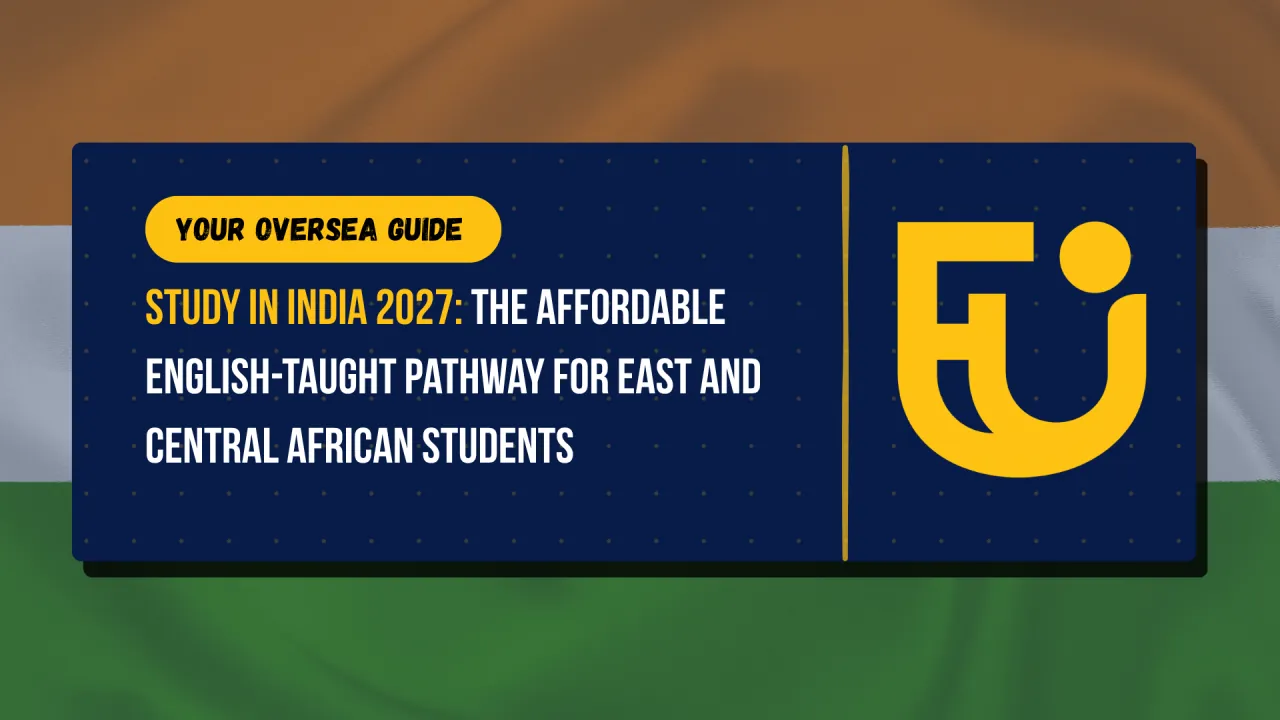 YOUR OVERSEA GUIDE
STUDY IN INDIA 2027: THE AFFORDABLE
ENGLISH-TAUGHT PATHWAY FOR EAST AND
CENTRAL AFRICAN STUDENTS